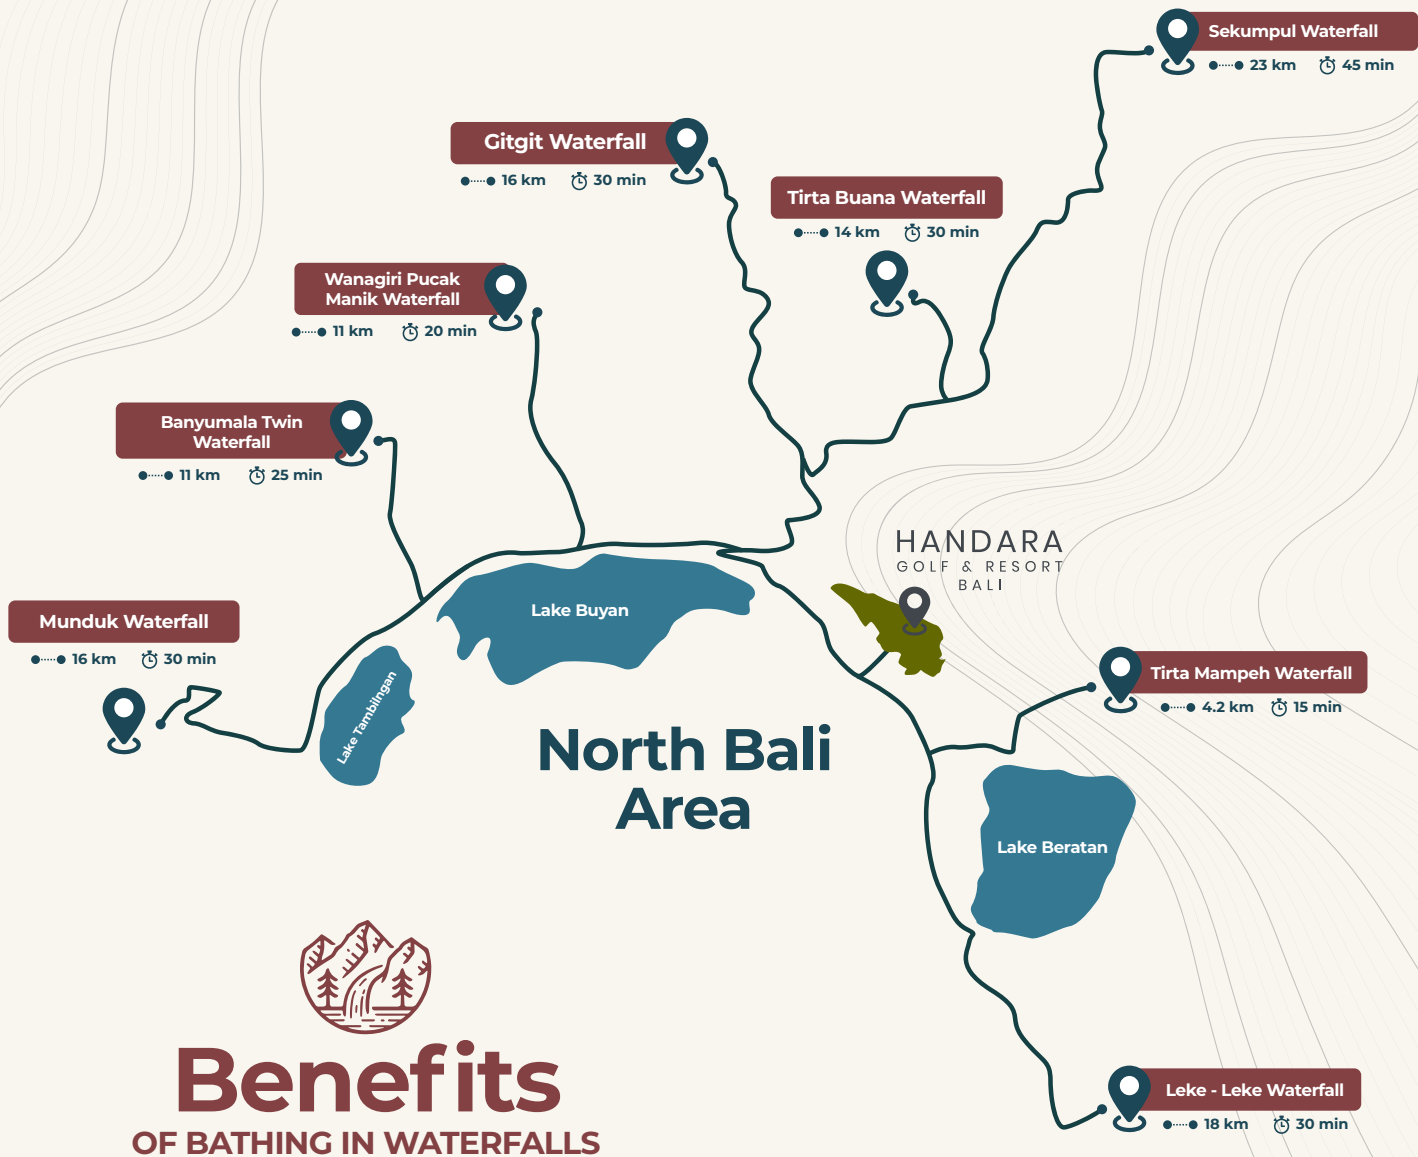 Sekumpul Waterfall
23 km 45 min
Gitgit Waterfall
16 km 30 min
Tirta Buana Waterfall
14 km 30 min
Wanagiri Pucak
Manik Waterfall
11 km 20 min
Banyumala Twin
Waterfall
11 km 25 min
HANDARA
GOLF & RESORT
BALI
Lake Buyan
Munduk Waterfall
16 km 30 min
Lake Tamblngan
Tirta Mampeh Waterfall
4.2 km 15 min
North Bali
Area
Lake Beratan
Benefits
OF BATHING IN WATERFALLS
Leke - Leke Waterfall
18 km 30 min